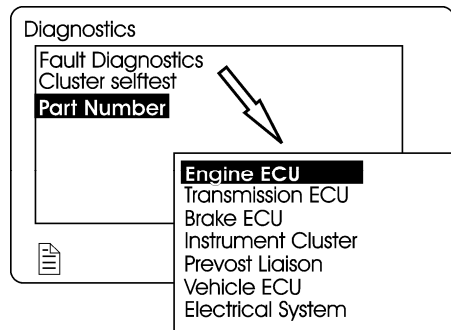 Diagnostics
Fault Diagnostics
Cluster selftest
Part Number
Engine ECU
Transmission ECU
Brake ECU
Instrument Cluster
Prevost Liaison
Vehicle ECU
Electrical System